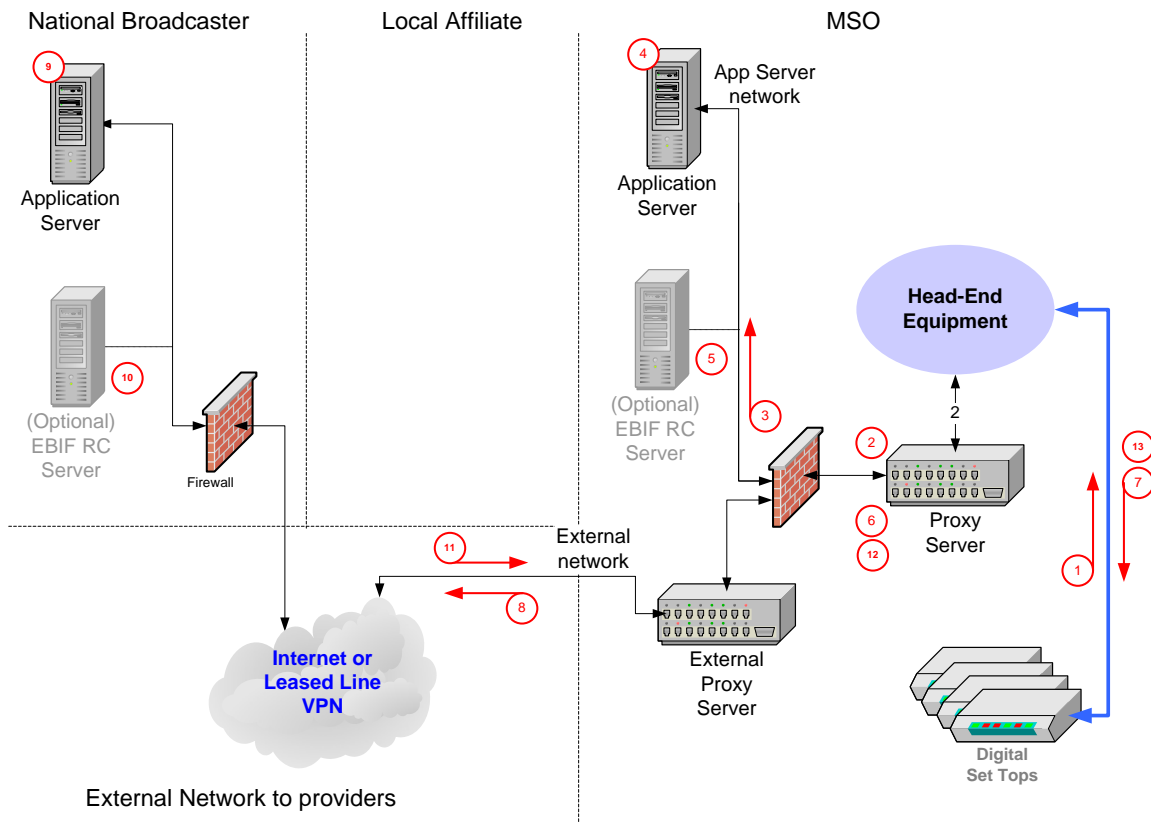 National Broadcaster
Local Affiliate
MSO
9
4
App Server
network
Application
Server
Application
Server
Head-End
Equipment
10
5
3
(Optional)
EBIF RC
Server
(Optional)
EBIF RC
Server
2
2
13
7
Firewall
6
12
Proxy
Server
1
11
External
network
8
Internet or
Leased Line
VPN
External
Proxy
Server
Digital
Set Tops
External Network to providers